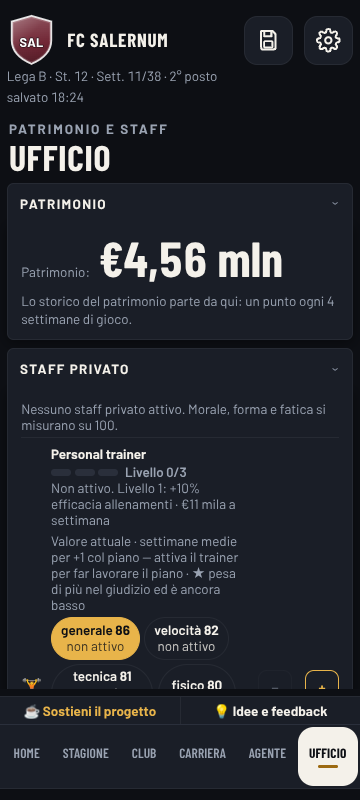 SAL
FC SALERNUM
Lega B · St. 12 · Sett. 11/38 · 2° posto
salvato 18:24
PATRIMONIO E STAFF
UFFICIO
PATRIMONIO
Patrimonio: €4,56 mln
Lo storico del patrimonio parte da qui: un punto ogni 4
settimane di gioco.
STAFF PRIVATO
Nessuno staff privato attivo. Morale, forma e fatica si
misurano su 100.
Personal trainer
Livello 0/3
Non attivo. Livello 1: +10%
efficacia allenamenti · €11 mila a
settimana
Valore attuale · settimane medie
per +1 col piano — attiva il trainer
per far lavorare il piano · ★ pesa
di più nel giudizio ed è ancora
basso
generale 86
non attivo
velocità 82
non attivo
tecnica 81
fisico 80
☕ Sostieni il progetto
💡 Idee e feedback
HOME STAGIONE CLUB CARRIERA AGENTE UFFICIO